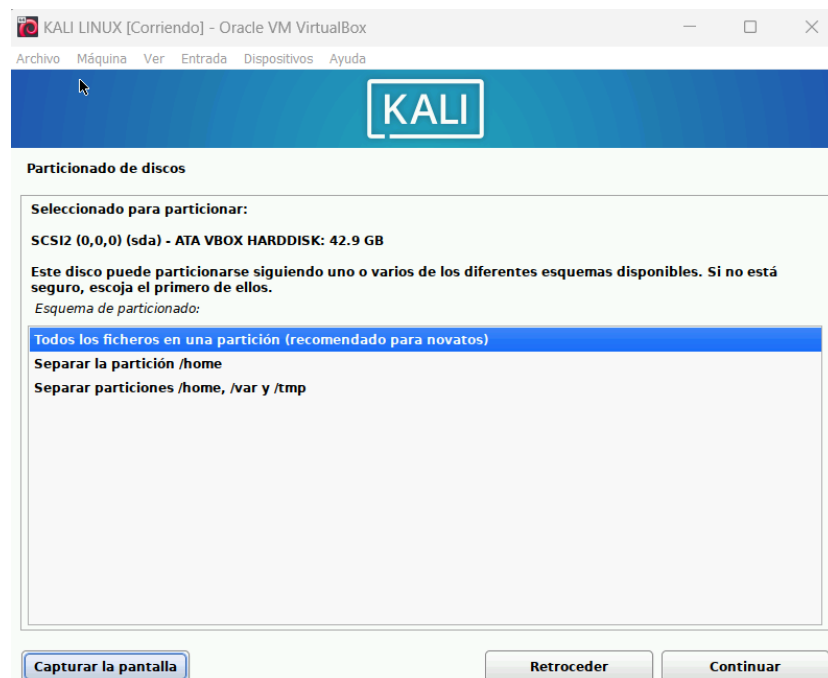 KALI LINUX [Corriendo] - Oracle VM VirtualBox
Archivo Máquina Ver Entrada Dispositivos Ayuda
KALI
Particionado de discos
Seleccionado para particionar:
SCSI2 (0,0,0) (sda) - ATA VBOX HARDDISK: 42.9 GB
Este disco puede particionarse siguiendo uno o varios de los diferentes esquemas disponibles. Si no está
seguro, escoja el primero de ellos.
Esquema de particionado:
Todos los ficheros en una partición (recomendado para novatos)
Separar la partición /home
Separar particiones /home, /var y /tmp
Capturar la pantalla Retroceder Continuar